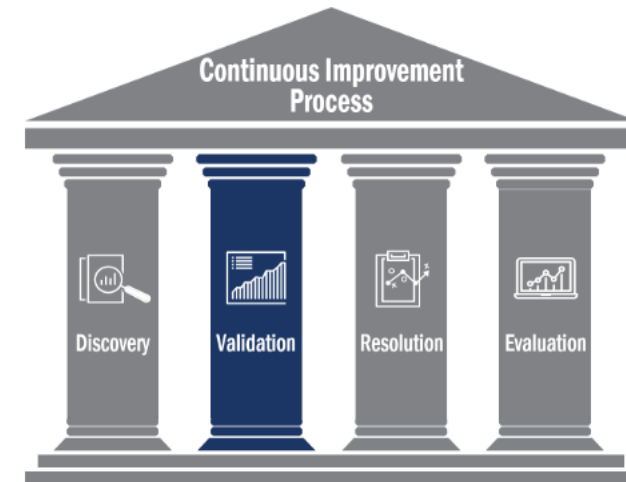 Continuous Improvement
Process
Discovery
Validation
Resolution
Evaluation